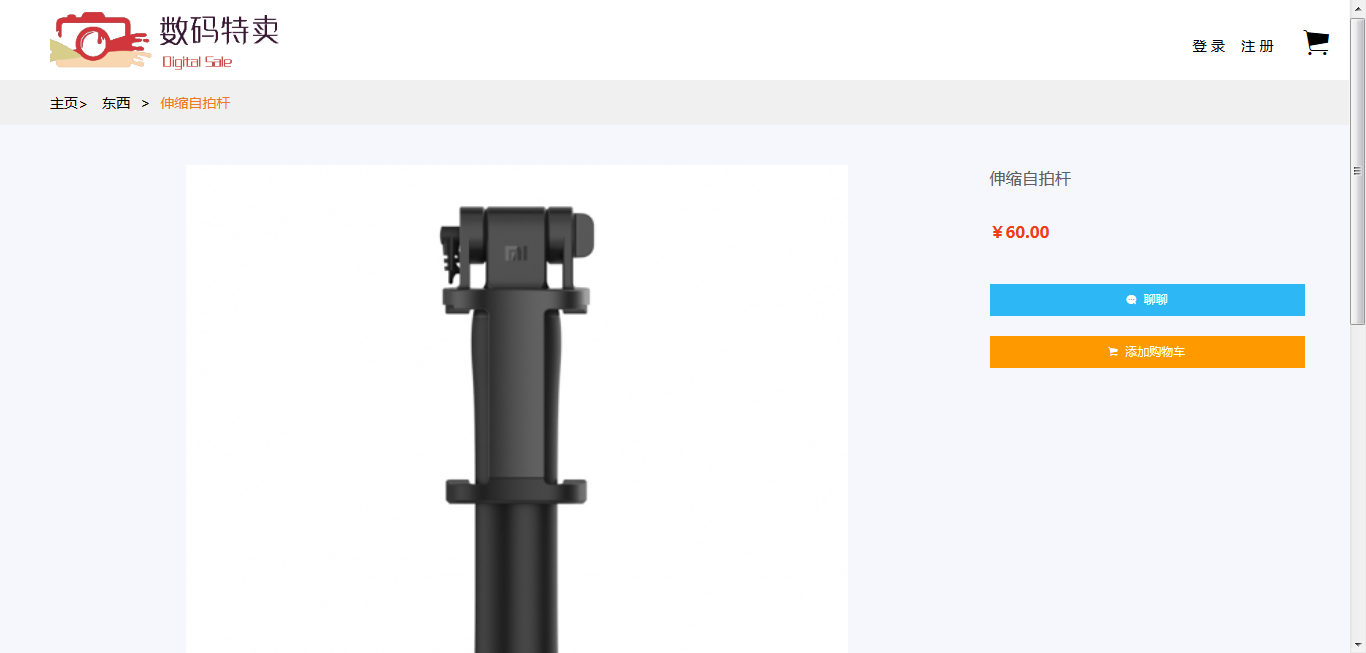 数码特卖
Digital Sale
登 录 注 册
主页> 东西 > 伸缩自拍杆
伸缩自拍杆
￥60.00
聊聊
添加购物车